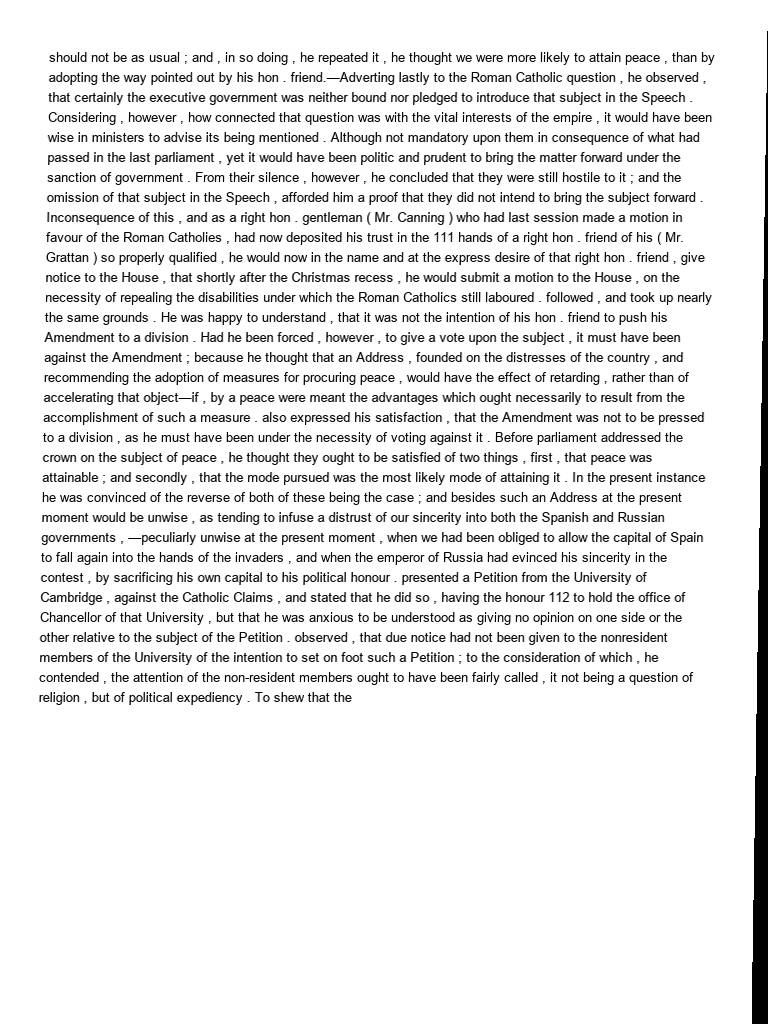 should not be as usual ; and , in so doing , he repeated it , he thought we were more likely to attain peace , than by
adopting the way pointed out by his hon . friend.—Adverting lastly to the Roman Catholic question , he observed ,
that certainly the executive government was neither bound nor pledged to introduce that subject in the Speech .
Considering , however , how connected that question was with the vital interests of the empire , it would have been
wise in ministers to advise its being mentioned . Although not mandatory upon them in consequence of what had
passed in the last parliament , yet it would have been politic and prudent to bring the matter forward under the
sanction of government . From their silence , however , he concluded that they were still hostile to it ; and the
omission of that subject in the Speech , afforded him a proof that they did not intend to bring the subject forward .
Inconsequence of this , and as a right hon . gentleman ( Mr. Canning ) who had last session made a motion in
favour of the Roman Catholies , had now deposited his trust in the 111 hands of a right hon . friend of his ( Mr.
Grattan ) so properly qualified , he would now in the name and at the express desire of that right hon . friend , give
notice to the House , that shortly after the Christmas recess , he would submit a motion to the House , on the
necessity of repealing the disabilities under which the Roman Catholics still laboured . followed , and took up nearly
the same grounds . He was happy to understand , that it was not the intention of his hon . friend to push his
Amendment to a division . Had he been forced , however , to give a vote upon the subject , it must have been
against the Amendment ; because he thought that an Address , founded on the distresses of the country , and
recommending the adoption of measures for procuring peace , would have the effect of retarding , rather than of
accelerating that object—if , by a peace were meant the advantages which ought necessarily to result from the
accomplishment of such a measure . also expressed his satisfaction , that the Amendment was not to be pressed
to a division , as he must have been under the necessity of voting against it . Before parliament addressed the
crown on the subject of peace , he thought they ought to be satisfied of two things , first , that peace was
attainable ; and secondly , that the mode pursued was the most likely mode of attaining it . In the present instance
he was convinced of the reverse of both of these being the case ; and besides such an Address at the present
moment would be unwise , as tending to infuse a distrust of our sincerity into both the Spanish and Russian
governments , —peculiarly unwise at the present moment , when we had been obliged to allow the capital of Spain
to fall again into the hands of the invaders , and when the emperor of Russia had evinced his sincerity in the
contest , by sacrificing his own capital to his political honour . presented a Petition from the University of
Cambridge , against the Catholic Claims , and stated that he did so , having the honour 112 to hold the office of
Chancellor of that University , but that he was anxious to be understood as giving no opinion on one side or the
other relative to the subject of the Petition . observed , that due notice had not been given to the nonresident
members of the University of the intention to set on foot such a Petition ; to the consideration of which , he
contended , the attention of the non-resident members ought to have been fairly called , it not being a question of
religion , but of political expediency . To shew that the